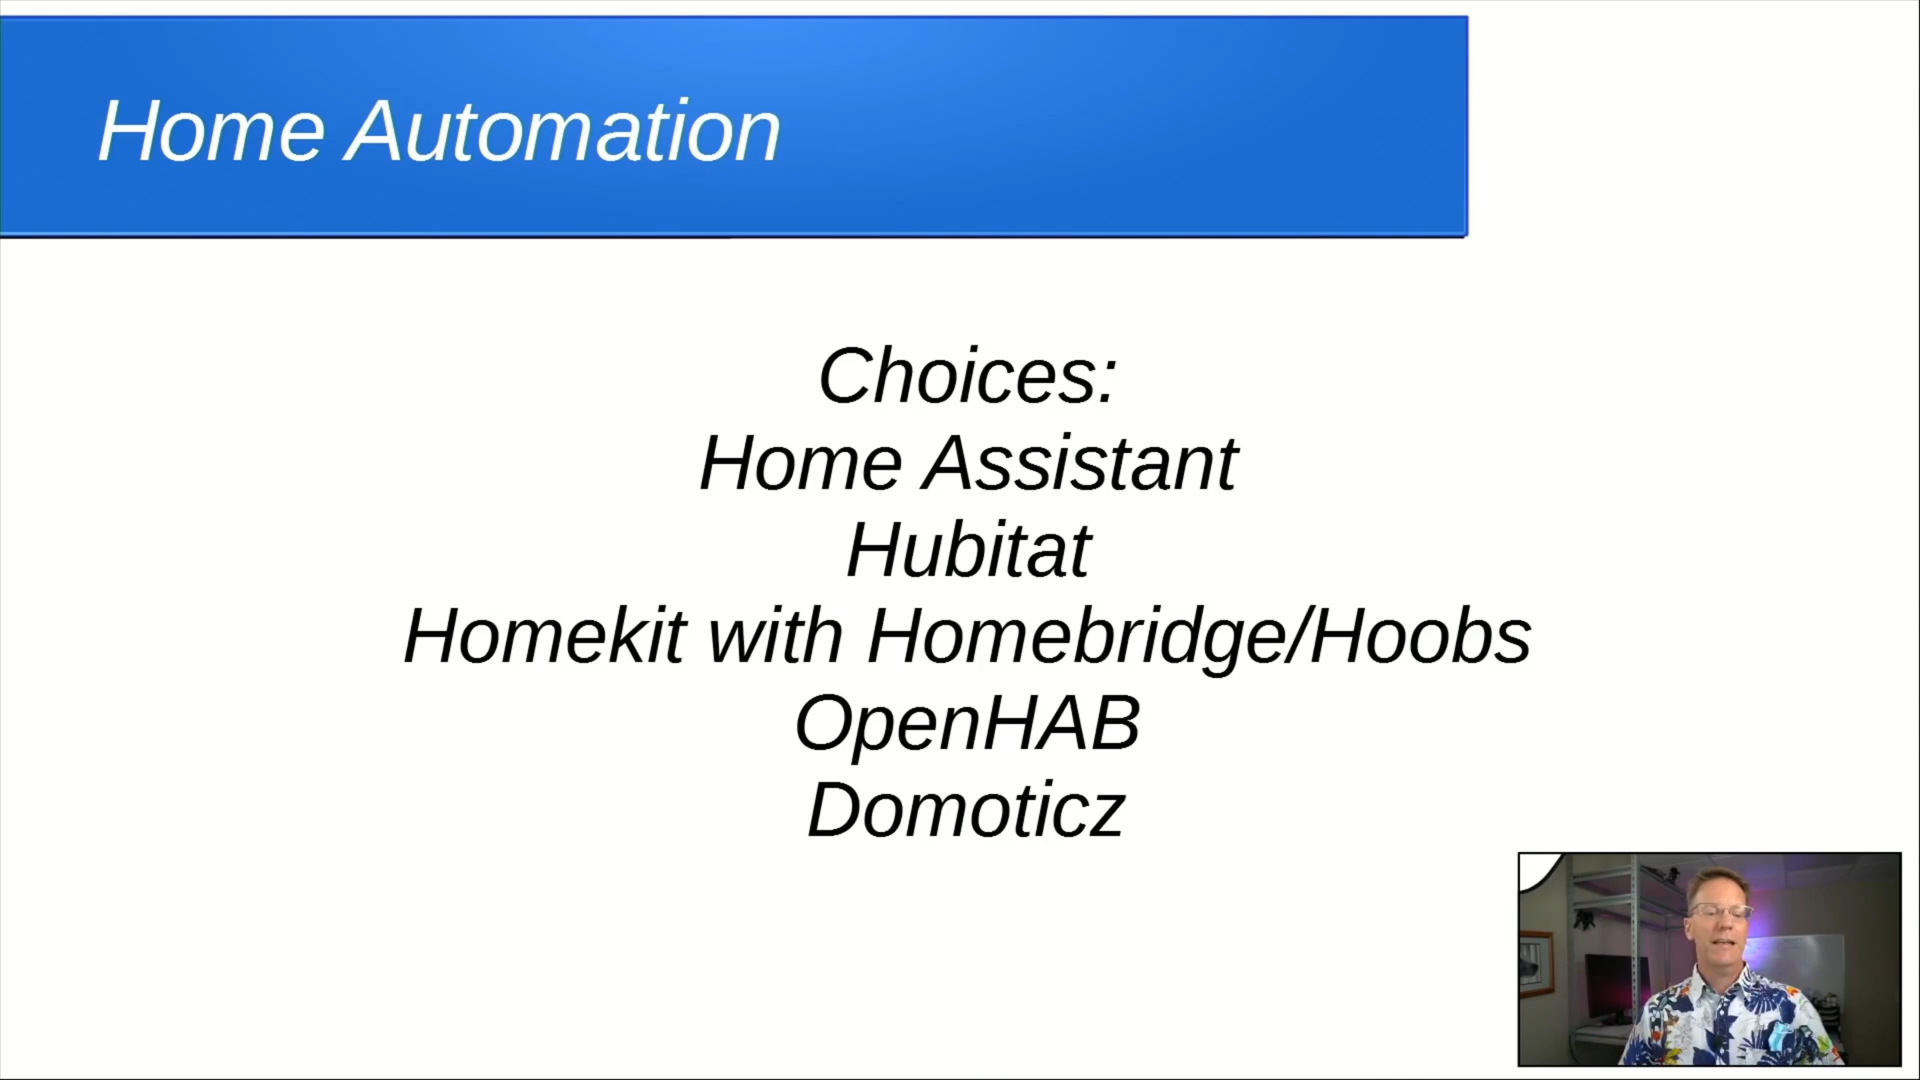 Home Automation
Choices:
Home Assistant
Hubitat
Homekit with Homebridge/Hoobs
OpenHAB
Domoticz